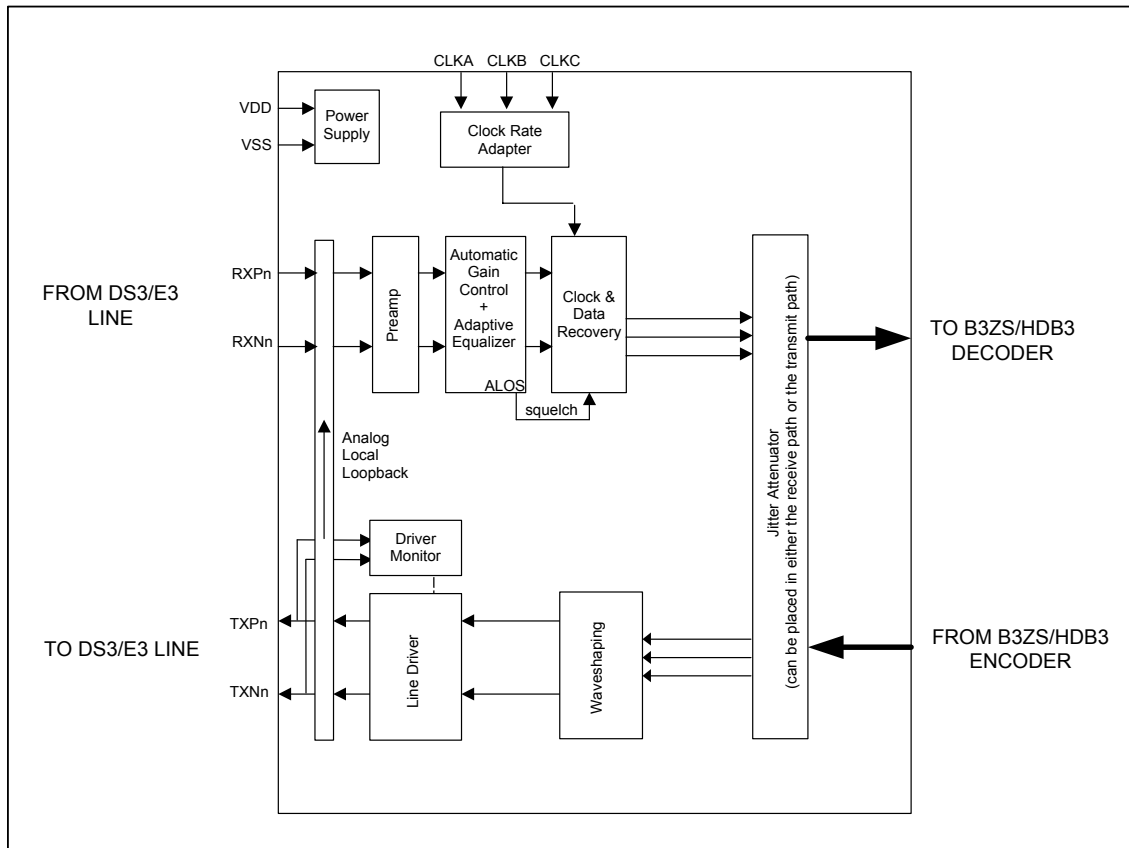 CLKA CLKB CLKC
VDD
VSS
Power
Supply
Clock Rate
Adapter
FROM DS3/E3
LINE
RXPn
RXNn
Preamp
Automatic
Gain
Control
+
Adaptive
Equalizer
ALOS
squelch
Clock &
Data
Recovery
Jitter Attenuator
(can be placed in either the receive path or the transmit path)
TO B3ZS/HDB3
DECODER
Analog
Local
Loopback
Driver
Monitor
TO DS3/E3 LINE
TXPn
TXNn
Line Driver
Waveshaping
FROM B3ZS/HDB3
ENCODER